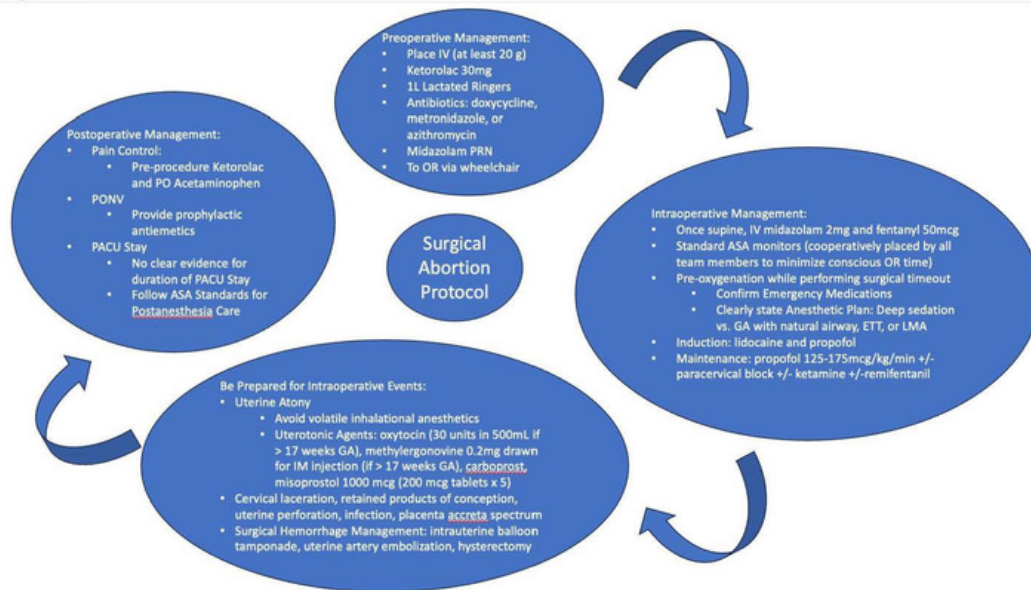 Preoperative Management:
• Place IV (at least 20 g)
• Ketorolac 30mg
• 1L Lactated Ringers
• Antibiotics: doxycycline,
metronidazole, or
azithromycin
• Midazolam PRN
• To OR via wheelchair
Intraoperative Management:
• Once supine, IV midazolam 2mg and fentanyl 50mcg
• Standard ASA monitors (cooperatively placed by all
team members to minimize conscious OR time)
• Pre-oxygenation while performing surgical timeout
• Confirm Emergency Medications
• Clearly state Anesthetic Plan: Deep sedation
vs. GA with natural airway, ETT, or LMA
• Induction: lidocaine and propofol
• Maintenance: propofol 125-175mcg/kg/min +/-
paracervical block +/- ketamine +/-remifentanil
Be Prepared for Intraoperative Events:
• Uterine Atony
• Avoid volatile inhalational anesthetics
• Uterotonic Agents: oxytocin (30 units in 500mL if
> 17 weeks GA), methylergonovine 0.2mg drawn
for IM injection (if > 17 weeks GA), carboprost,
misoprostol 1000 mcg (200 mcg tablets x 5)
• Cervical laceration, retained products of conception,
uterine perforation, infection, placenta accreta spectrum
• Surgical Hemorrhage Management: intrauterine balloon
tamponade, uterine artery embolization, hysterectomy
Postoperative Management:
• Pain Control:
• Pre-procedure Ketorolac
and PO Acetaminophen
• PONV
• Provide prophylactic
antiemetics
• PACU Stay
• No clear evidence for
duration of PACU Stay
• Follow ASA Standards for
Postanesthesia Care
Surgical
Abortion
Protocol